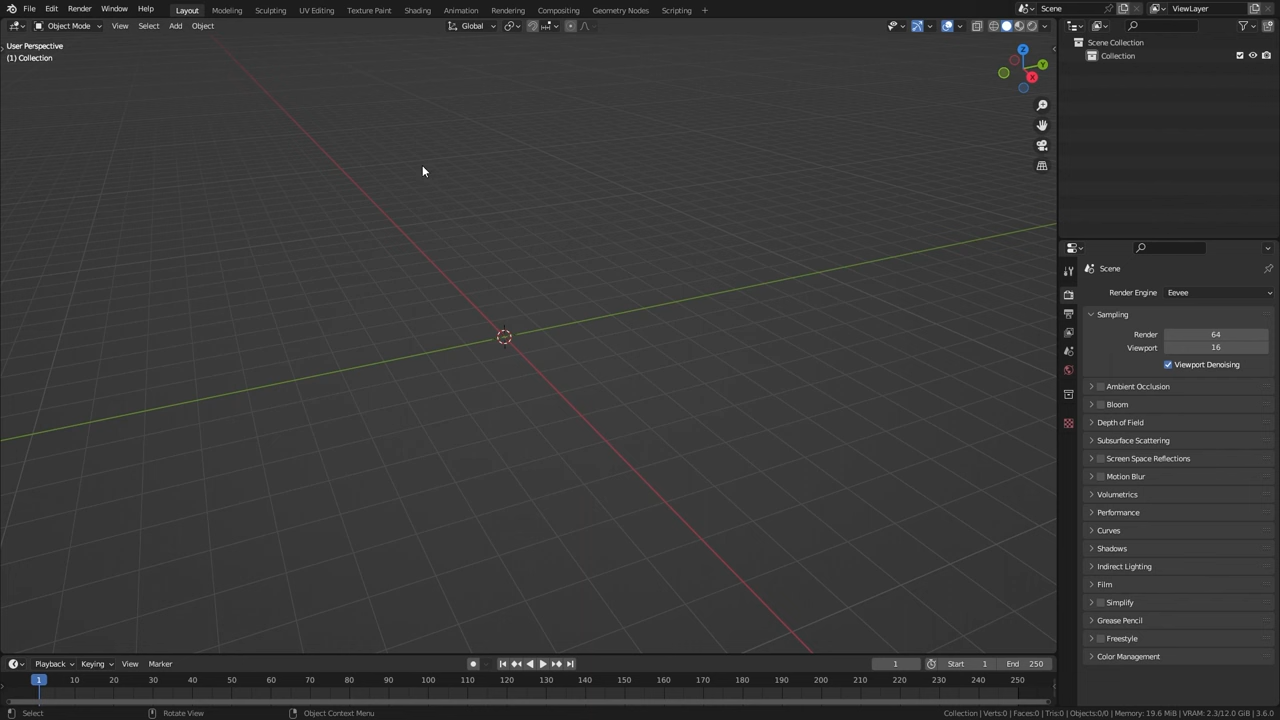 File Edit Render Window Help Layout Modeling Sculpting UV Editing Texture Paint Shading Animation Rendering Compositing Geometry Nodes Scripting + Scene ViewLayer
Object Mode View Select Add Object Global
User Perspective
(1) Collection
Z
Y
X
Scene Collection
Collection
Scene
Render Engine Eevee
Sampling
Render 64
Viewport 16
Viewport Denoising
Ambient Occlusion
Bloom
Depth of Field
Subsurface Scattering
Screen Space Reflections
Motion Blur
Volumetrics
Performance
Curves
Shadows
Indirect Lighting
Film
Simplify
Grease Pencil
Freestyle
Color Management
Playback Keying View Marker 1 Start 1 End 250
1 10 20 30 40 50 60 70 80 90 100 110 120 130 140 150 160 170 180 190 200 210 220 230 240 250
Select Rotate View Object Context Menu Collection | Verts:0 | Faces:0 | Tris:0 | Objects:0/0 | Memory: 19.6 MiB | VRAM: 2.3/12.0 GiB | 3.6.0